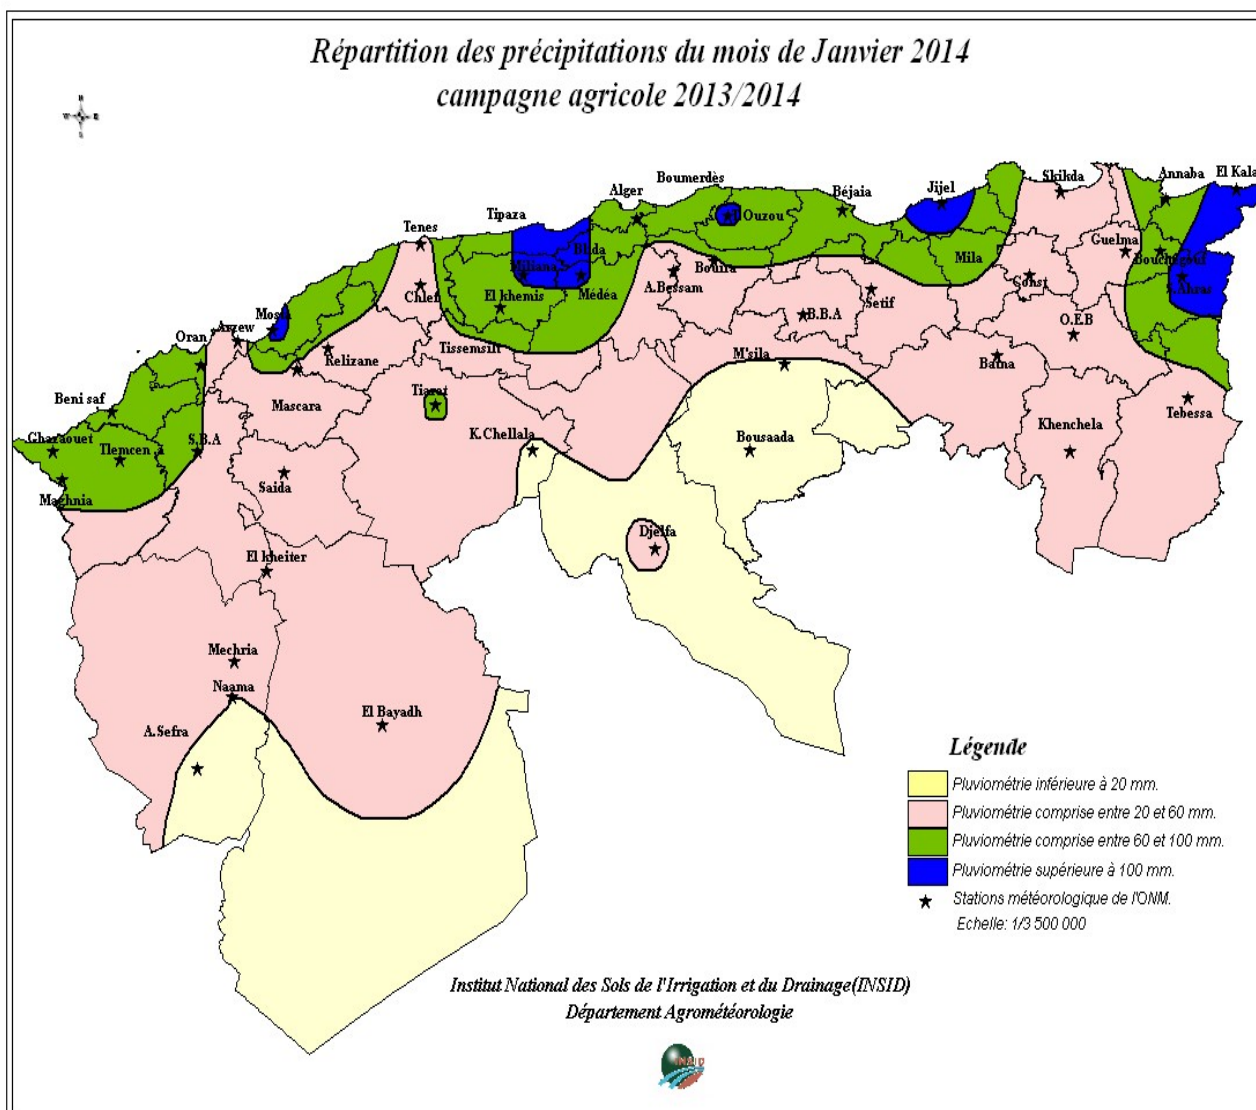 Répartition des précipitations du mois de Janvier 2014
campagne agricole 2013/2014
W E
S
El Kala
Skikda
Annaba
Boumerdès
Béjaia
Jijel
Alger
Tipaza
Ouzou
Tenes
Guelma
Blida
Mila
Bouchegouf
Bouira
Miliana
Const
S.Ahras
Chlef
A.Bessam
Setif
Médéa
El khemis
Mosta
B.B.A
O.E.B
Arzew
Oran
Tissemsilt
Relizane
M'sila
Batna
Beni saf
Tiaret
Mascara
Tebessa
Khenchela
Ghazaouet
K.Chellala
Bousaada
Tlemcen
S.B.A
Saida
Maghnia
Djelfa
El kheiter
Mechria
Naama
El Bayadh
A.Sefra
Légende
Pluviométrie inférieure à 20 mm.
Pluviométrie comprise entre 20 et 60 mm.
Pluviométrie comprise entre 60 et 100 mm.
Pluviométrie supérieure à 100 mm.
Stations météorologique de l'ONM.
Echelle: 1/3 500 000
Institut National des Sols de l'Irrigation et du Drainage(INSID)
Département Agrométéorologie
INSID